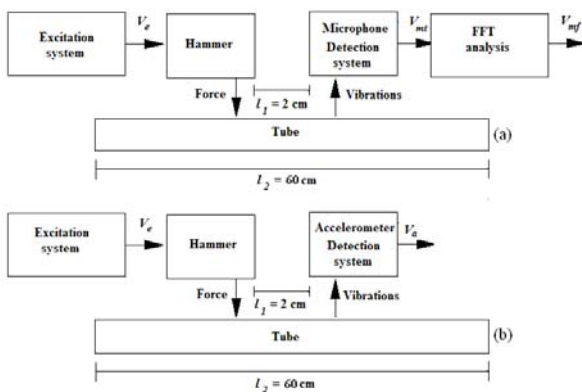 Excitation system
V_e
Hammer
Microphone Detection system
V_mt
FFT analysis
V_mf
Force
l_1 = 2 cm
Vibrations
Tube
(a)
l_2 = 60 cm
Excitation system
V_e
Hammer
Accelerometer Detection system
V_a
Force
l_1 = 2 cm
Vibrations
Tube
(b)
l_2 = 60 cm